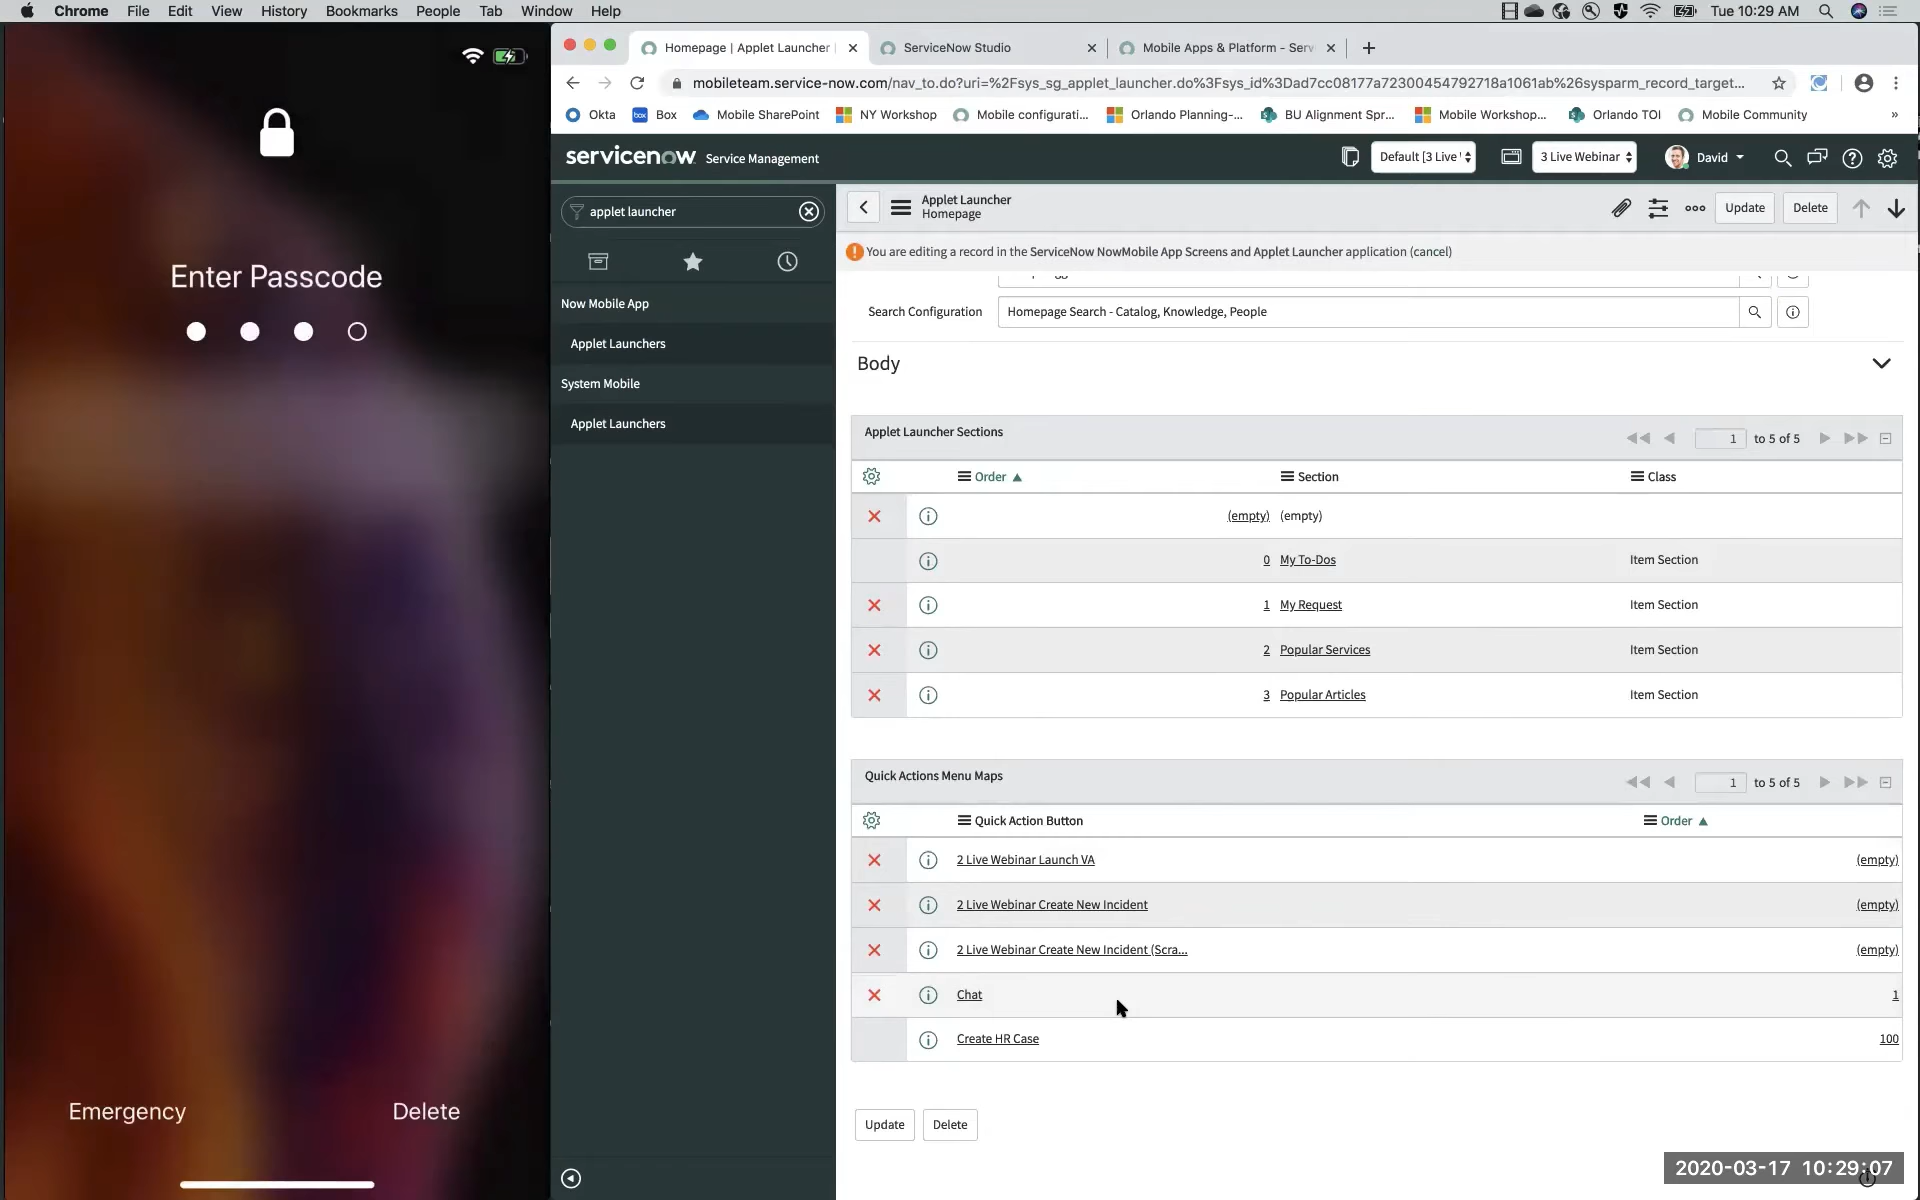 Chrome File Edit View History Bookmarks People Tab Window Help
Tue 10:29 AM
Enter Passcode
Emergency
Delete
Homepage | Applet Launcher
ServiceNow Studio
Mobile Apps & Platform - Serv
mobileteam.service-now.com/nav_to.do?uri=%2Fsys_sg_applet_launcher.do%3Fsys_id%3Dad7cc08177a72300454792718a1061ab%26sysparm_record_target...
Okta
box
Box
Mobile SharePoint
NY Workshop
Mobile configurati...
Orlando Planning-...
BU Alignment Spr...
Mobile Workshop...
Orlando TOI
Mobile Community
»
servicenow Service Management
Default [3 Live
3 Live Webinar
David
applet launcher
Now Mobile App
Applet Launchers
System Mobile
Applet Launchers
Applet Launcher
Homepage
Update
Delete
You are editing a record in the ServiceNow NowMobile App Screens and Applet Launcher application (cancel)
Search Configuration
Homepage Search - Catalog, Knowledge, People
Body
Applet Launcher Sections
1 to 5 of 5
Order Section Class
(empty) (empty)
0 My To-Dos Item Section
1 My Request Item Section
2 Popular Services Item Section
3 Popular Articles Item Section
Quick Actions Menu Maps
1 to 5 of 5
Quick Action Button Order
2 Live Webinar Launch VA (empty)
2 Live Webinar Create New Incident (empty)
2 Live Webinar Create New Incident (Scra... (empty)
Chat 1
Create HR Case 100
Update
Delete
2020-03-17 10:29:07